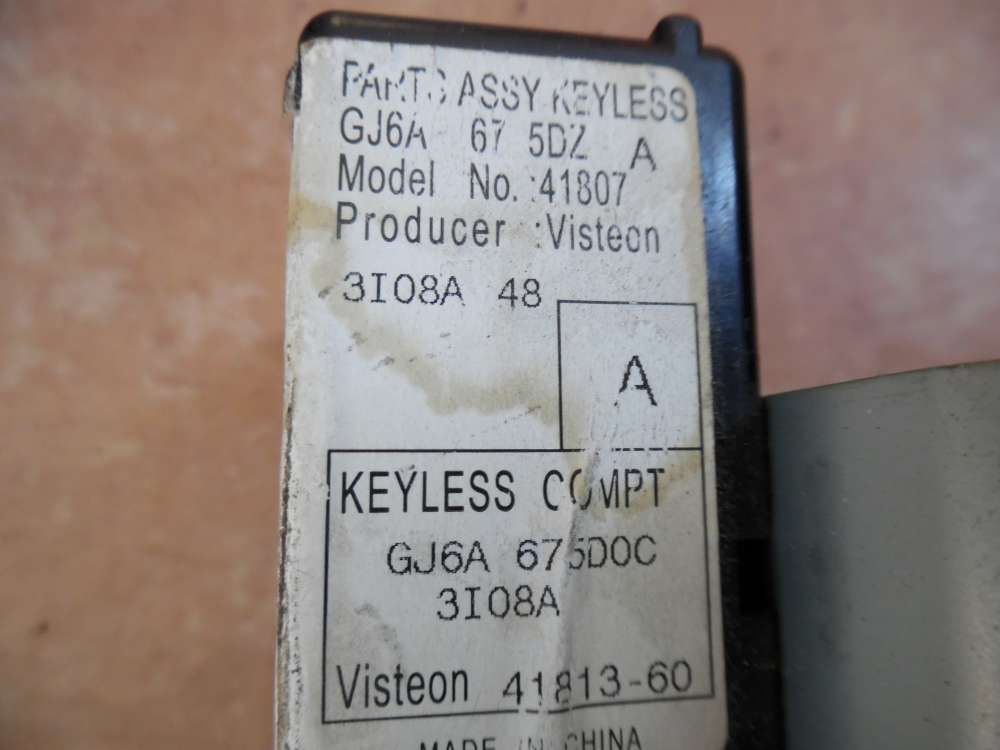 PARTS ASSY KEYLESS
GJ6A 67 5DZ A
Model No. :41807
Producer :Visteon
3I08A 48
A
KEYLESS COMPT
GJ6A 675D0C
3I08A
Visteon 41813-60
MADE IN CHINA